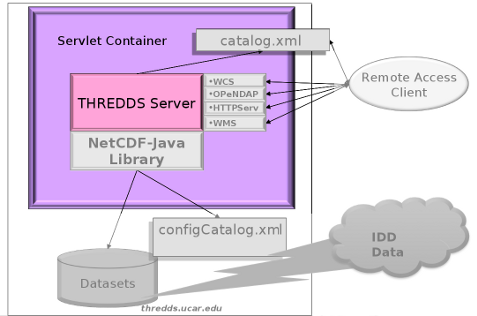 Servlet Container
catalog.xml
THREDDS Server
•WCS
•OPeNDAP
•HTTPServ
•WMS
Remote Access
Client
NetCDF-Java
Library
configCatalog.xml
IDD
Data
Datasets
thredds.ucar.edu